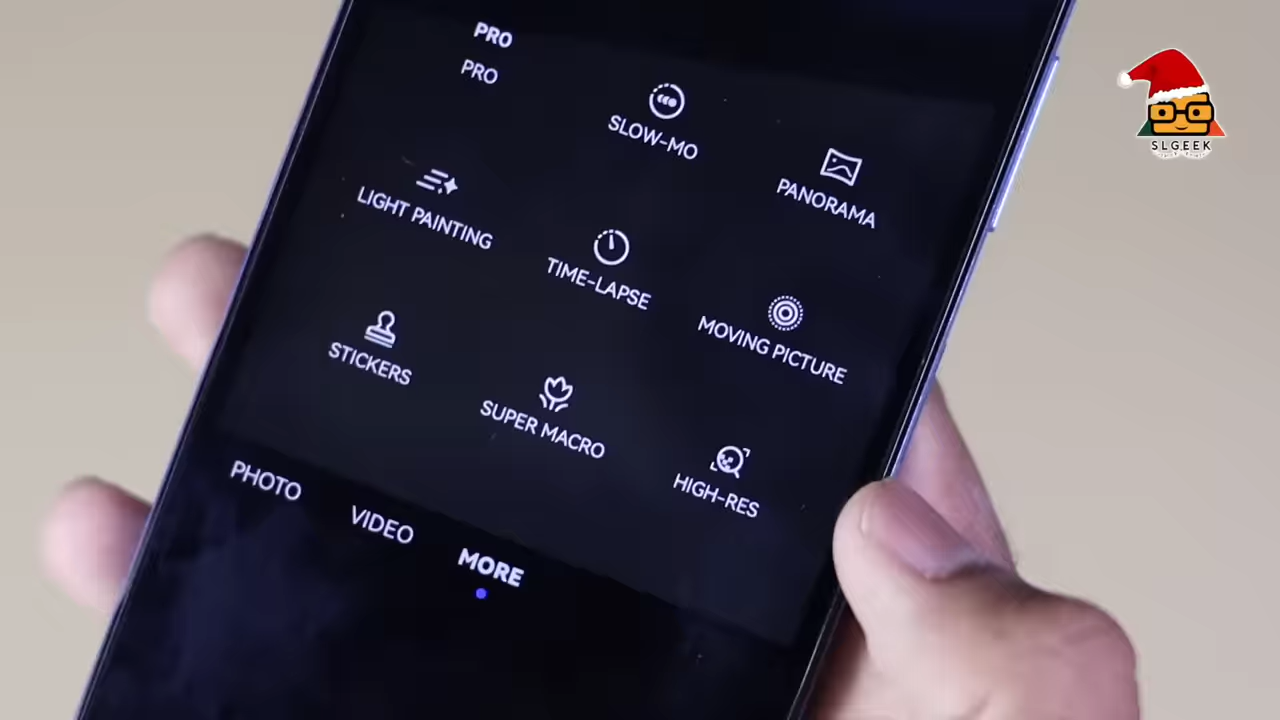 PRO
PRO
SLOW-MO
PANORAMA
LIGHT PAINTING
TIME-LAPSE
MOVING PICTURE
STICKERS
SUPER MACRO
HIGH-RES
PHOTO
VIDEO
MORE
SLGEEK